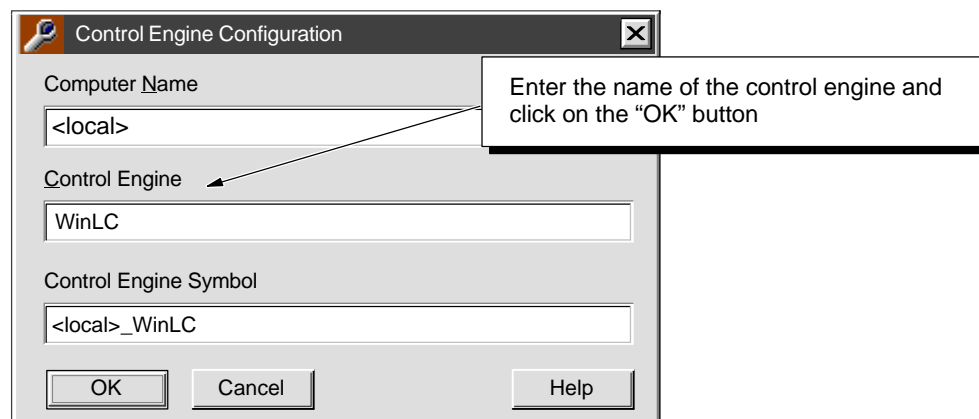 Control Engine Configuration
Computer Name
Enter the name of the control engine and
click on the “OK” button
<local>
Control Engine
WinLC
Control Engine Symbol
<local>_WinLC
OK Cancel Help